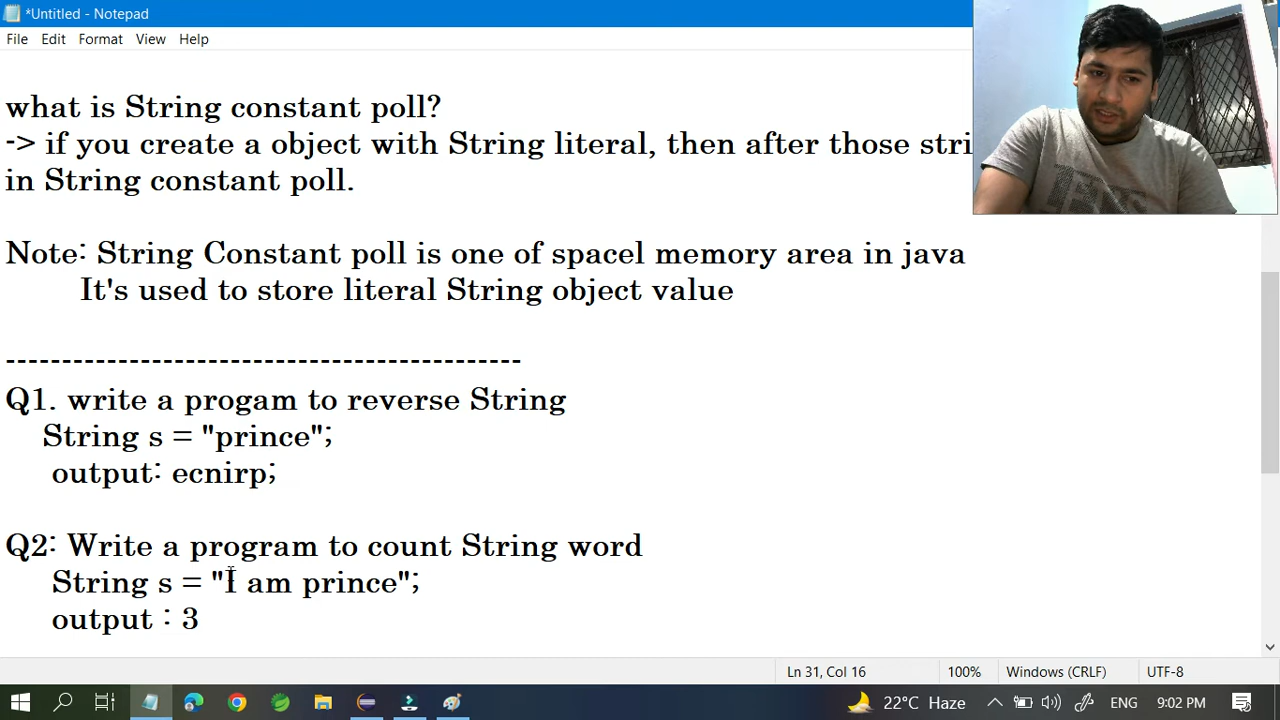 *Untitled - Notepad
File Edit Format View Help
what is String constant poll?
-> if you create a object with String literal, then after those stri
in String constant poll.
Note: String Constant poll is one of spacel memory area in java
It's used to store literal String object value
----------------------------------------------
Q1. write a progam to reverse String
String s = "prince";
output: ecnirp;
Q2: Write a program to count String word
String s = "I am prince";
output : 3
Ln 31, Col 16 100% Windows (CRLF) UTF-8
22°C Haze ENG 9:02 PM